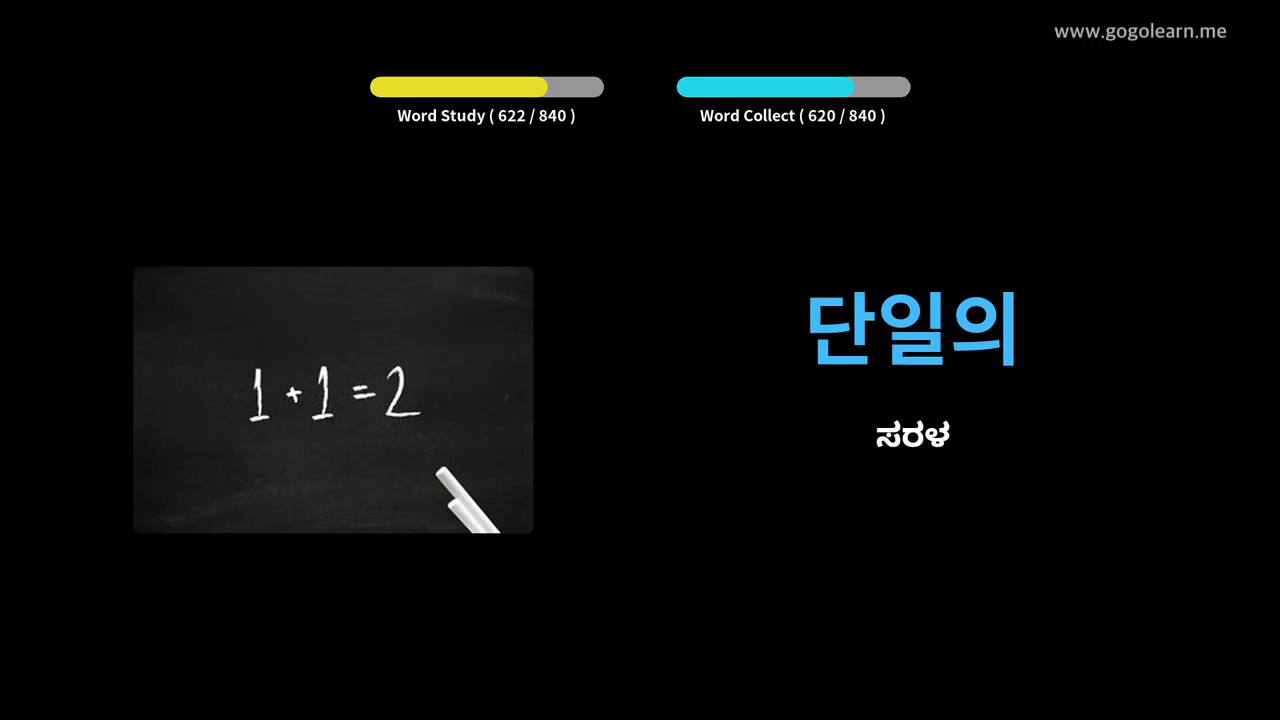 www.gogolearn.me
Word Study ( 622 / 840 )
Word Collect ( 620 / 840 )
1 + 1 = 2
단일의
ಸರಳ